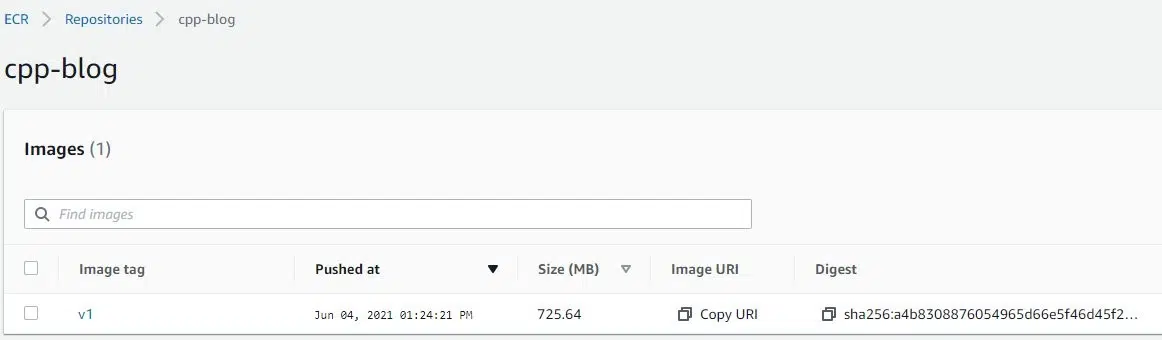 ECR > Repositories > cpp-blog
cpp-blog
Images (1)
Find images
Image tag Pushed at Size (MB) Image URI Digest
v1 Jun 04, 2021 01:24:21 PM 725.64 Copy URI sha256:a4b8308876054965d66e5f46d45f2...